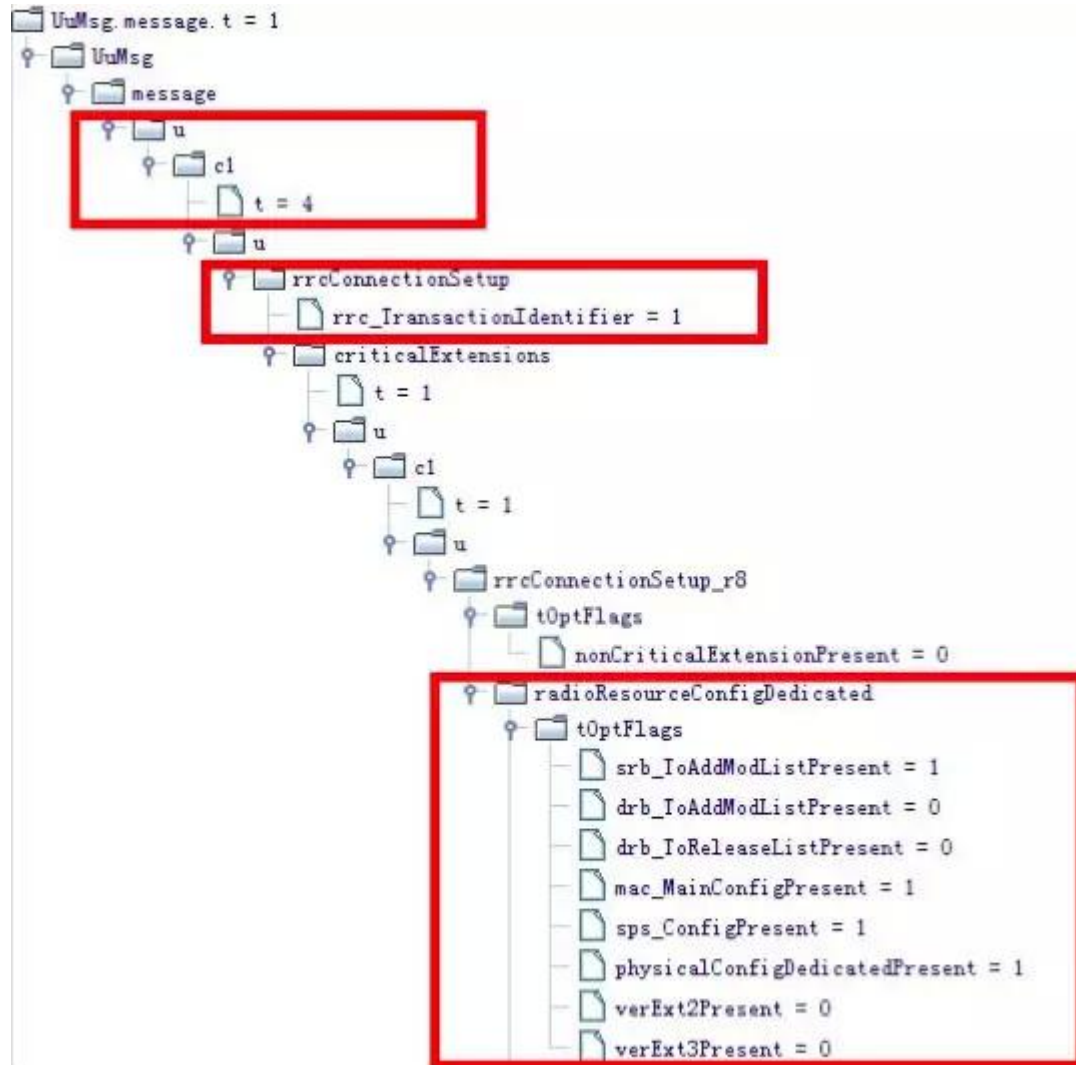 UuMsg.message.t = 1
UuMsg
message
u
c1
t = 4
u
rrcConnectionSetup
rrc_TransactionIdentifier = 1
criticalExtensions
t = 1
u
c1
t = 1
u
rrcConnectionSetup_r8
tOptFlags
nonCriticalExtensionPresent = 0
radioResourceConfigDedicated
tOptFlags
srb_ToAddModListPresent = 1
drb_ToAddModListPresent = 0
drb_ToReleaseListPresent = 0
mac_MainConfigPresent = 1
sps_ConfigPresent = 1
physicalConfigDedicatedPresent = 1
verExt2Present = 0
verExt3Present = 0